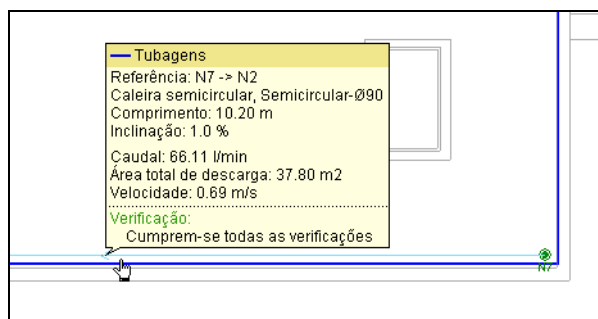 Tubagens
Referência: N7 -> N2
Caleira semicircular, Semicircular-Ø90
Comprimento: 10.20 m
Inclinação: 1.0 %
Caudal: 66.11 l/min
Área total de descarga: 37.80 m2
Velocidade: 0.69 m/s
Verificação:
Cumprem-se todas as verificações
N7